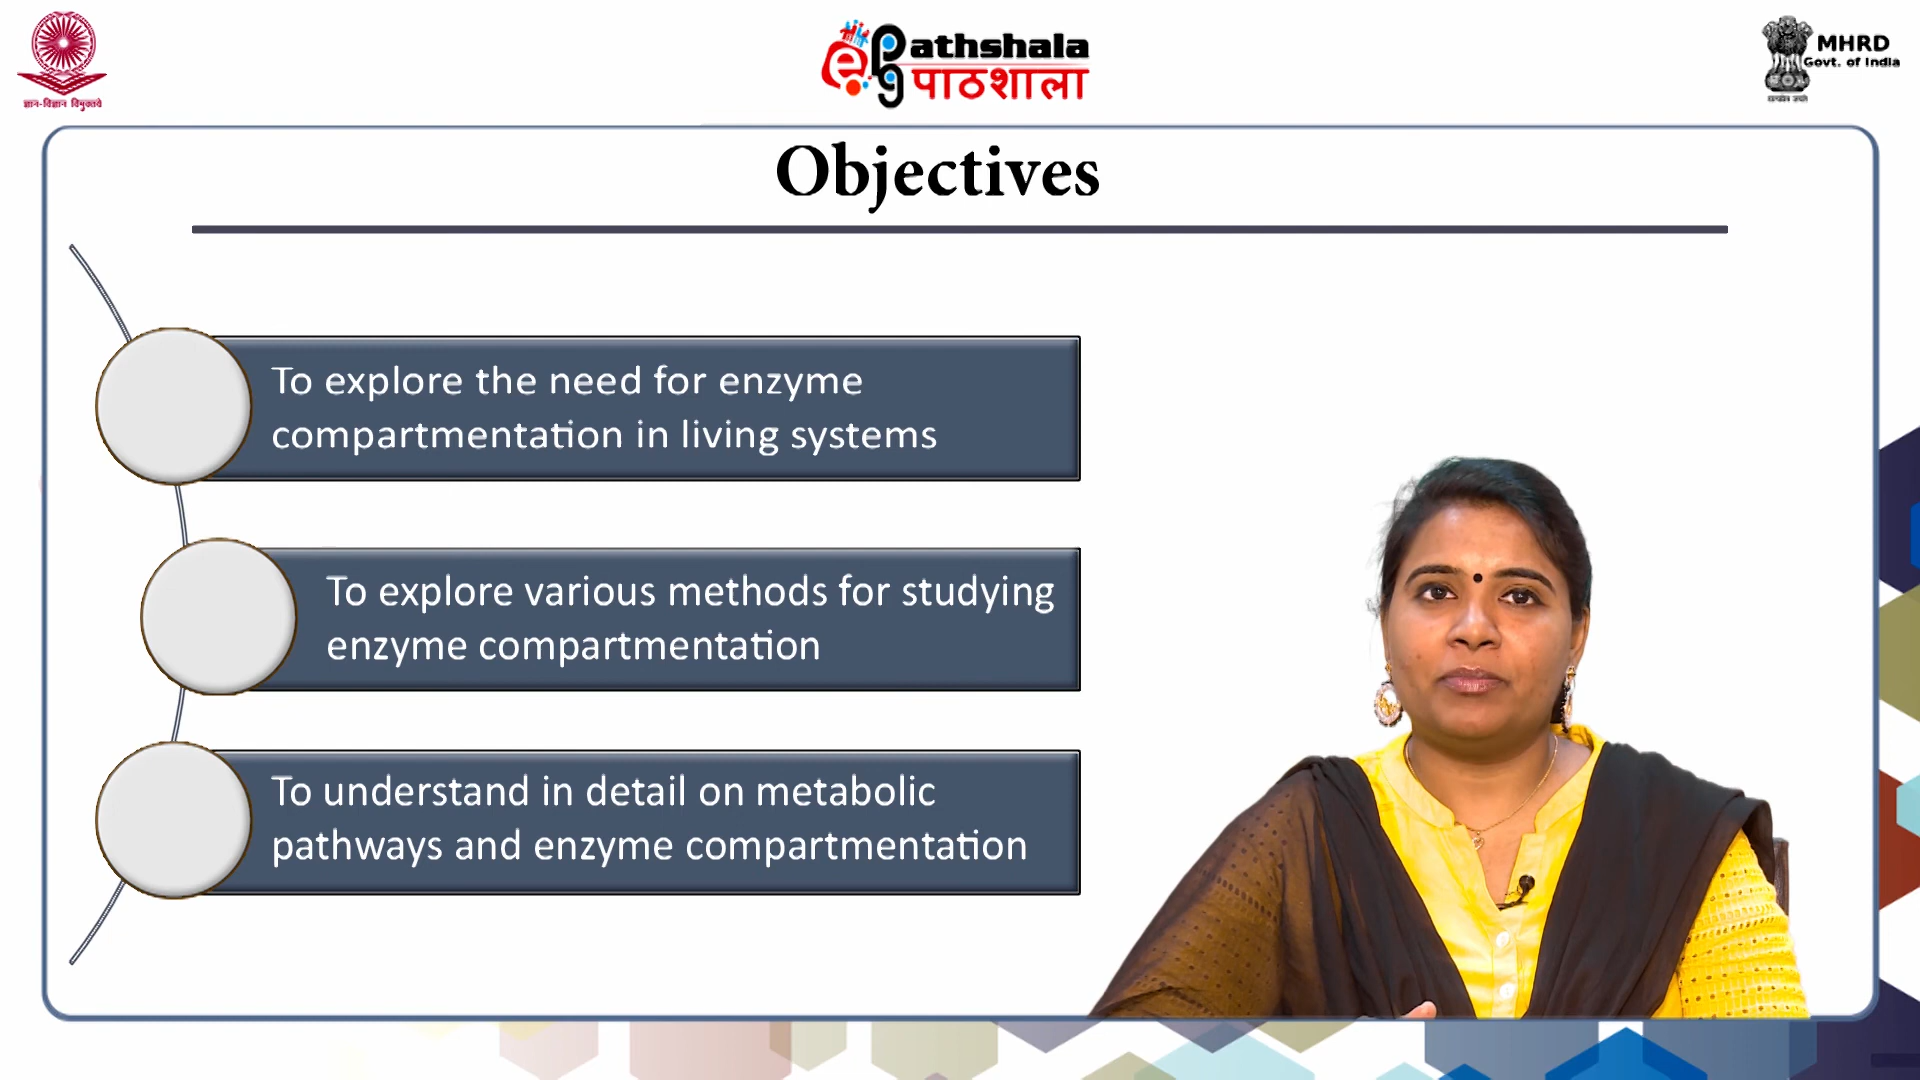 ज्ञान-विज्ञान विमुक्तये
ePathshala
पाठशाला
MHRD
Govt. of India
Objectives
To explore the need for enzyme
compartmentation in living systems
To explore various methods for studying
enzyme compartmentation
To understand in detail on metabolic
pathways and enzyme compartmentation